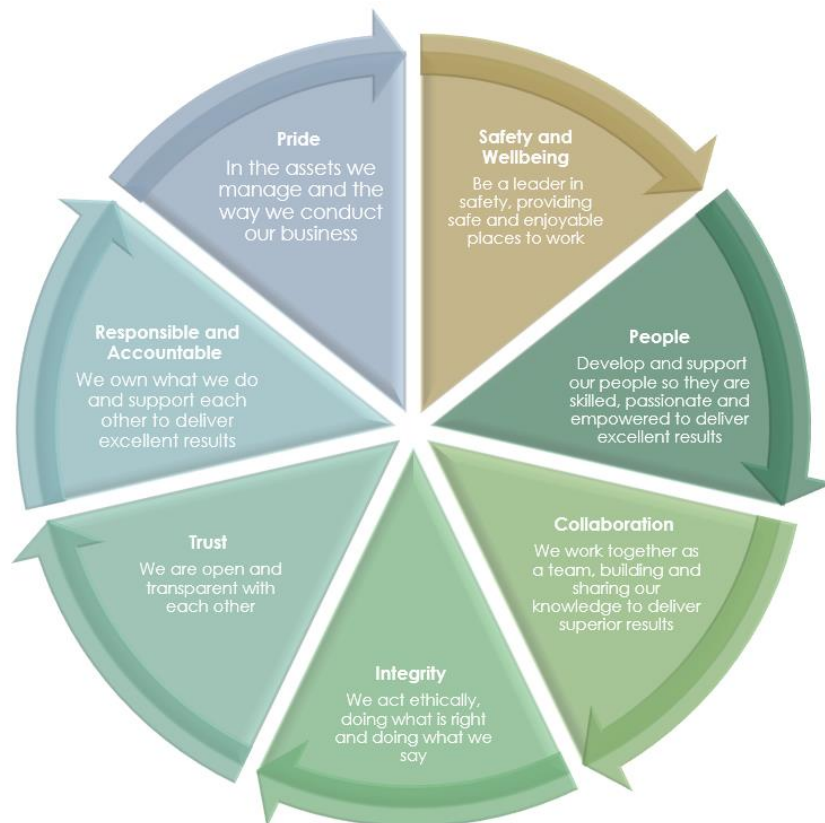 Pride
In the assets we
manage and the
way we conduct
our business
Safety and
Wellbeing
Be a leader in
safety, providing
safe and enjoyable
places to work
People
Develop and support
our people so they are
skilled, passionate and
empowered to deliver
excellent results
Collaboration
We work together as
a team, building and
sharing our
knowledge to deliver
superior results
Integrity
We act ethically,
doing what is right
and doing what we
say
Trust
We are open and
transparent with
each other
Responsible and
Accountable
We own what we do
and support each
other to deliver
excellent results